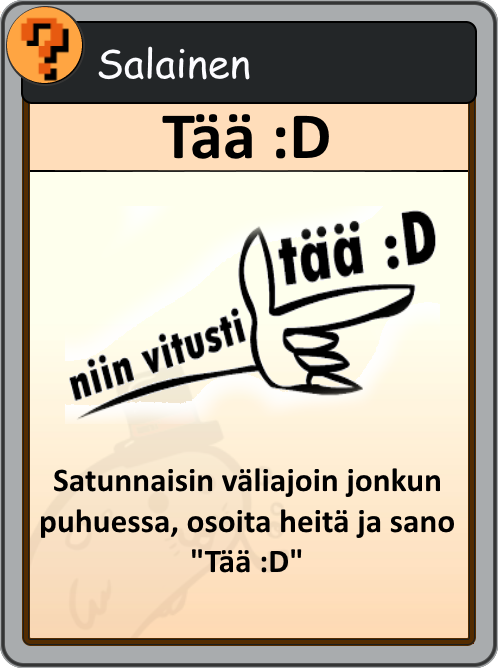 Salainen
Tää :D
niin vitusti tää :D
Satunnaisin väliajoin jonkun
puhuessa, osoita heitä ja sano
"Tää :D"